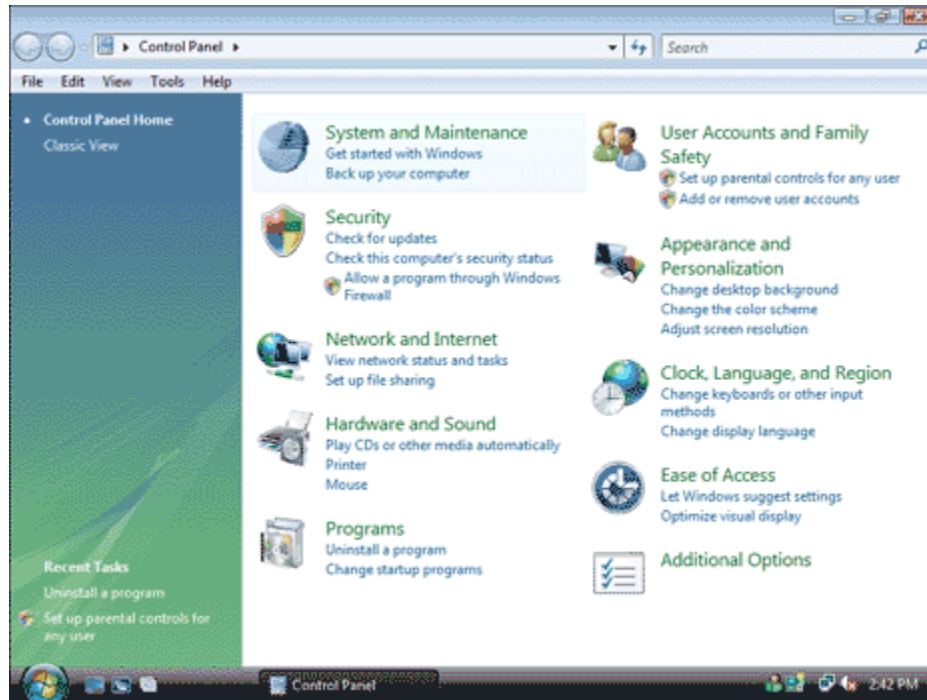 Control Panel
Search
File Edit View Tools Help
Control Panel Home
Classic View
System and Maintenance
Get started with Windows
Back up your computer
Security
Check for updates
Check this computer's security status
Allow a program through Windows
Firewall
Network and Internet
View network status and tasks
Set up file sharing
Hardware and Sound
Play CDs or other media automatically
Printer
Mouse
Programs
Uninstall a program
Change startup programs
User Accounts and Family
Safety
Set up parental controls for any user
Add or remove user accounts
Appearance and
Personalization
Change desktop background
Change the color scheme
Adjust screen resolution
Clock, Language, and Region
Change keyboards or other input
methods
Change display language
Ease of Access
Let Windows suggest settings
Optimize visual display
Additional Options
Recent Tasks
Uninstall a program
Set up parental controls for
any user
Control Panel
2:42 PM